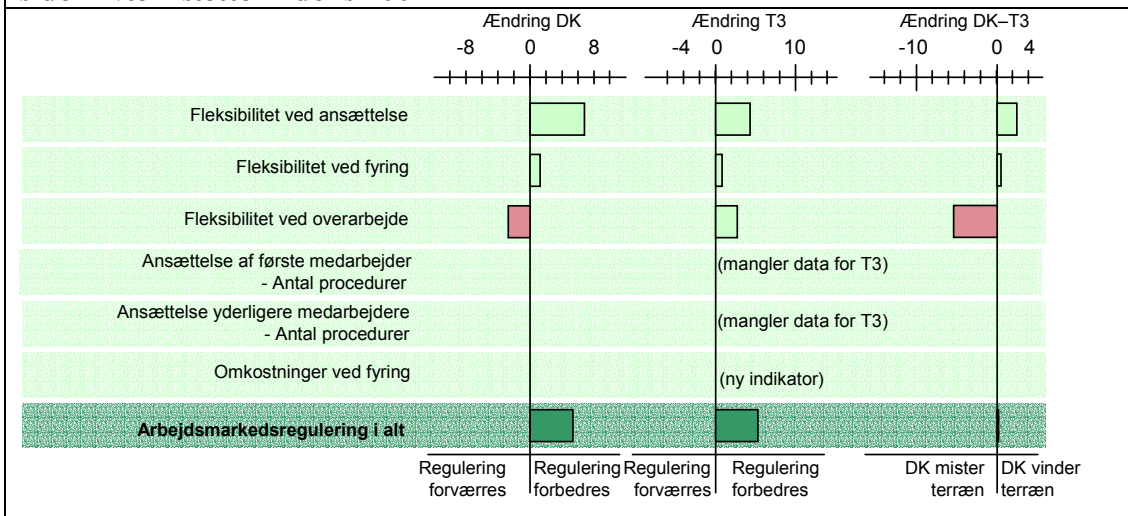 Ændring DK Ændring T3 Ændring DK–T3
-8 0 8 -4 0 10 -10 0 4
Fleksibilitet ved ansættelse
Fleksibilitet ved fyring
Fleksibilitet ved overarbejde
Ansættelse af første medarbejder
- Antal procedurer
(mangler data for T3)
Ansættelse yderligere medarbejdere
- Antal procedurer
(mangler data for T3)
Omkostninger ved fyring
(ny indikator)
Arbejdsmarkedsregulering i alt
Regulering Regulering Regulering Regulering DK mister DK vinder
forværres forbedres forværres forbedres terræn terræn